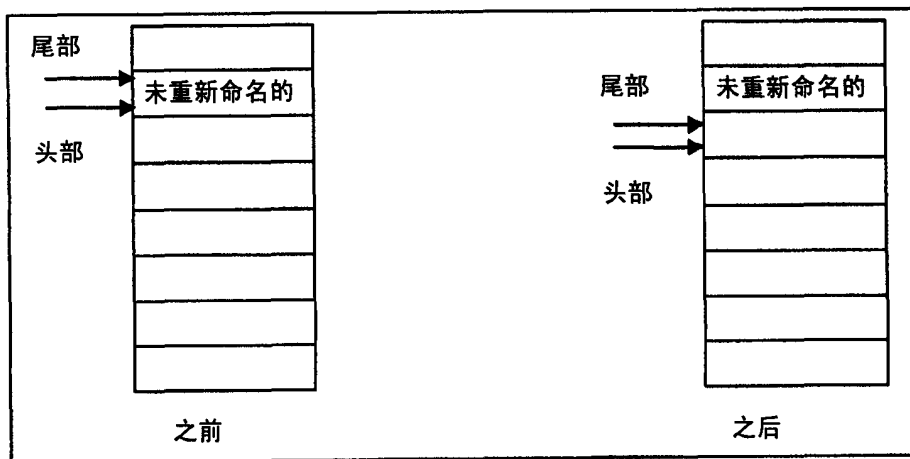 尾部
未重新命名的
头部
之前
尾部
未重新命名的
头部
之后